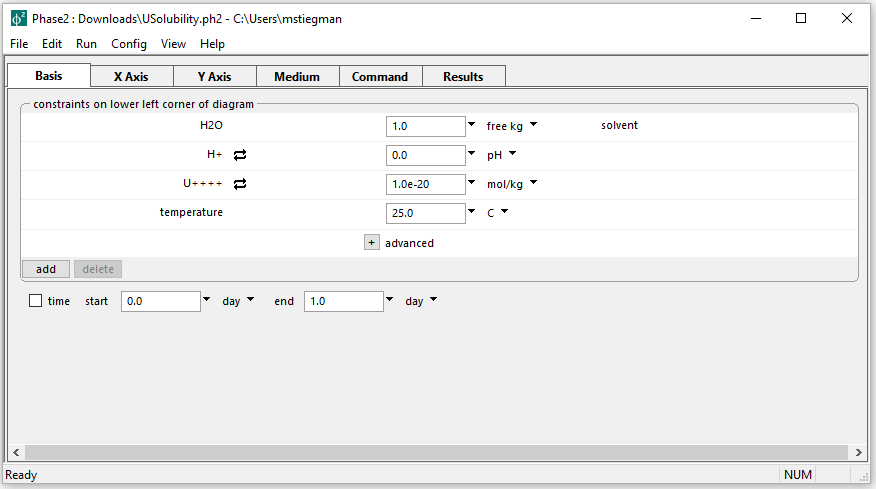 Phase2 : Downloads\USolubility.ph2 - C:\Users\mstiegman
File Edit Run Config View Help
Basis X Axis Y Axis Medium Command Results
constraints on lower left corner of diagram
H2O 1.0 free kg solvent
H+ 0.0 pH
U++++ 1.0e-20 mol/kg
temperature 25.0 C
+ advanced
add delete
time start 0.0 day end 1.0 day
Ready NUM